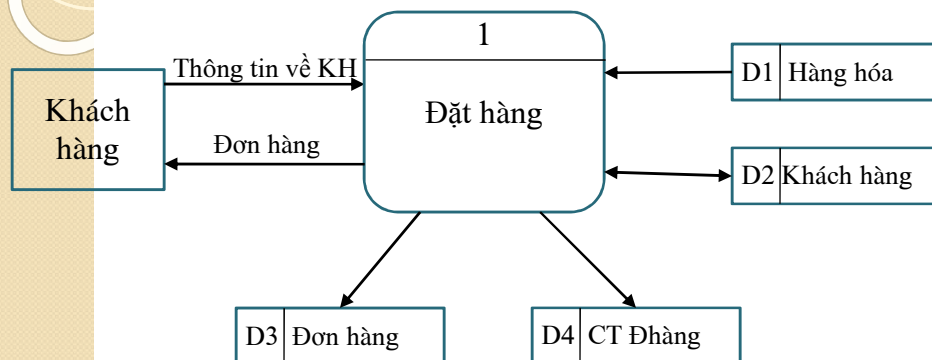 1
Thông tin về KH
D1 Hàng hóa
Khách
hàng
Đặt hàng
Đơn hàng
D2 Khách hàng
D3 Đơn hàng
D4 CT Đhàng